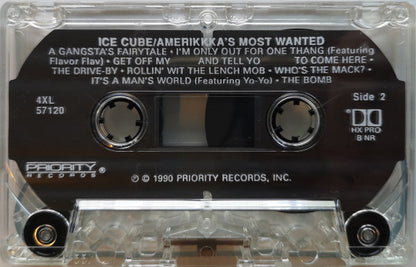 ICE CUBE/AMERIKKKA'S MOST WANTED
A GANGSTA'S FAIRYTALE • I'M ONLY OUT FOR ONE THANG (Featuring
Flavor Flav) • GET OFF MY AND TELL YO TO COME HERE •
THE DRIVE-BY • ROLLIN' WIT THE LENCH MOB • WHO'S THE MACK? •
IT'S A MAN'S WORLD (Featuring Yo-Yo) • THE BOMB
4XL
57120
Side 2
HX PRO
B NR
PRIORITY ®
RECORDS
℗ © 1990 PRIORITY RECORDS, INC.